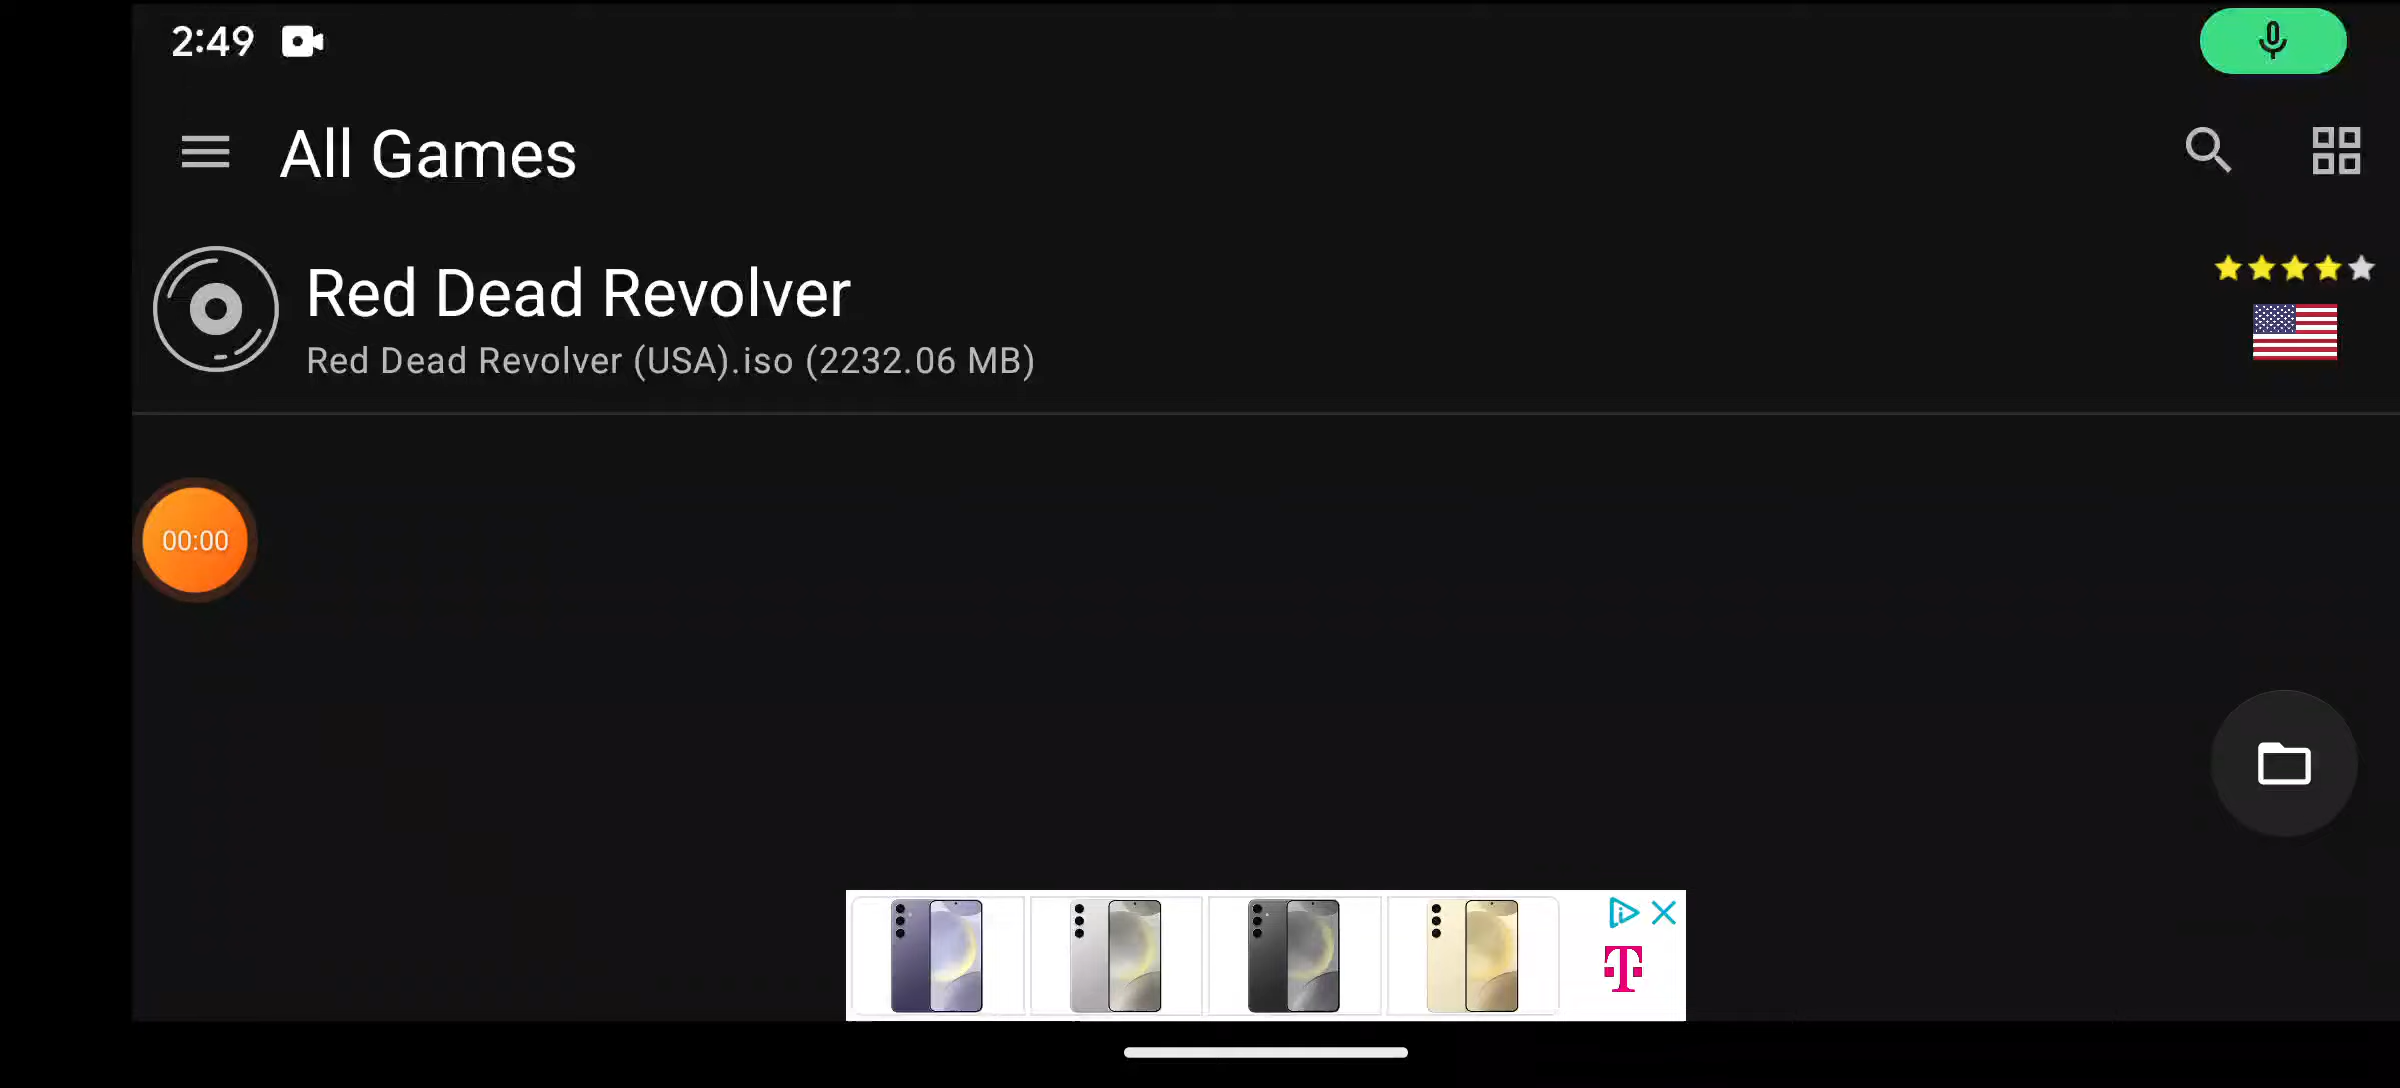 2:49
All Games
Red Dead Revolver
Red Dead Revolver (USA).iso (2232.06 MB)
00:00
T